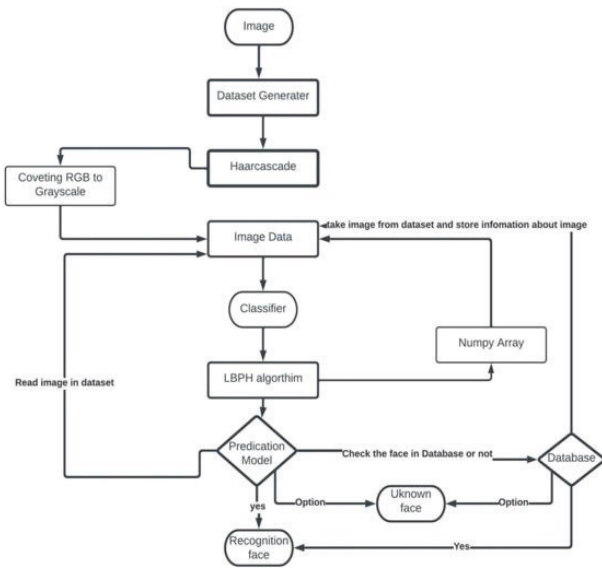 Image
Dataset Generater
Haarcascade
Coveting RGB to
Grayscale
take image from dataset and store infomation about image
Image Data
Classifier
Numpy Array
LBPH algorthim
Read image in dataset
Predication
Model
Check the face in Database or not
Database
Uknown
face
Option
Option
yes
Yes
Recognition
face